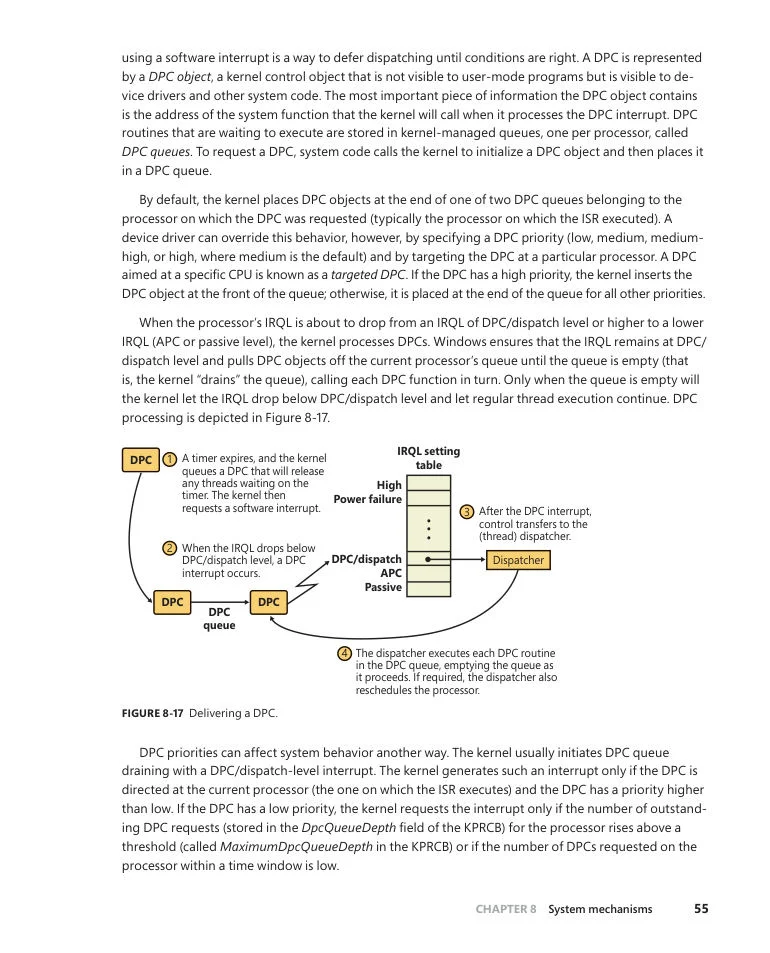 using a software interrupt is a way to defer dispatching until conditions are right. A DPC is represented
by a DPC object, a kernel control object that is not visible to user-mode programs but is visible to de-
vice drivers and other system code. The most important piece of information the DPC object contains
is the address of the system function that the kernel will call when it processes the DPC interrupt. DPC
routines that are waiting to execute are stored in kernel-managed queues, one per processor, called
DPC queues. To request a DPC, system code calls the kernel to initialize a DPC object and then places it
in a DPC queue.
By default, the kernel places DPC objects at the end of one of two DPC queues belonging to the
processor on which the DPC was requested (typically the processor on which the ISR executed). A
device driver can override this behavior, however, by specifying a DPC priority (low, medium, medium-
high, or high, where medium is the default) and by targeting the DPC at a particular processor. A DPC
aimed at a specific CPU is known as a targeted DPC. If the DPC has a high priority, the kernel inserts the
DPC object at the front of the queue; otherwise, it is placed at the end of the queue for all other priorities.
When the processor’s IRQL is about to drop from an IRQL of DPC/dispatch level or higher to a lower
IRQL (APC or passive level), the kernel processes DPCs. Windows ensures that the IRQL remains at DPC/
dispatch level and pulls DPC objects off the current processor’s queue until the queue is empty (that
is, the kernel “drains” the queue), calling each DPC function in turn. Only when the queue is empty will
the kernel let the IRQL drop below DPC/dispatch level and let regular thread execution continue. DPC
processing is depicted in Figure 8-17.
DPC
1 A timer expires, and the kernel
queues a DPC that will release
any threads waiting on the
timer. The kernel then
requests a software interrupt.
IRQL setting
table
High
Power failure
3 After the DPC interrupt,
control transfers to the
(thread) dispatcher.
2 When the IRQL drops below
DPC/dispatch level, a DPC
interrupt occurs.
DPC/dispatch
APC
Passive
Dispatcher
DPC
DPC
queue
DPC
4 The dispatcher executes each DPC routine
in the DPC queue, emptying the queue as
it proceeds. If required, the dispatcher also
reschedules the processor.
FIGURE 8-17 Delivering a DPC.
DPC priorities can affect system behavior another way. The kernel usually initiates DPC queue
draining with a DPC/dispatch-level interrupt. The kernel generates such an interrupt only if the DPC is
directed at the current processor (the one on which the ISR executes) and the DPC has a priority higher
than low. If the DPC has a low priority, the kernel requests the interrupt only if the number of outstand-
ing DPC requests (stored in the DpcQueueDepth field of the KPRCB) for the processor rises above a
threshold (called MaximumDpcQueueDepth in the KPRCB) or if the number of DPCs requested on the
processor within a time window is low.
CHAPTER 8 System mechanisms 55